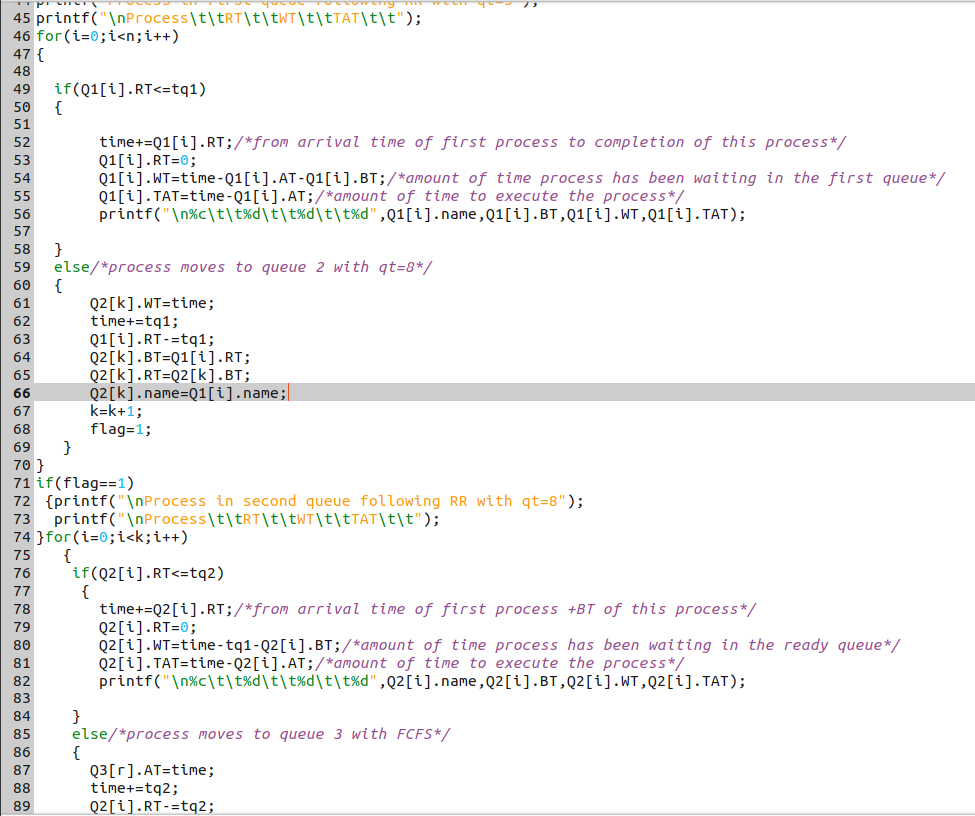 45 printf("\nProcess\t\tRT\t\tWT\t\tTAT\t\t");
46 for(i=0;i<n;i++)
47 {
48
49 if(Q1[i].RT<=tq1)
50 {
51
52 time+=Q1[i].RT;/*from arrival time of first process to completion of this process*/
53 Q1[i].RT=0;
54 Q1[i].WT=time-Q1[i].AT-Q1[i].BT;/*amount of time process has been waiting in the first queue*/
55 Q1[i].TAT=time-Q1[i].AT;/*amount of time to execute the process*/
56 printf("\n%c\t\t%d\t\t%d\t\t%d",Q1[i].name,Q1[i].BT,Q1[i].WT,Q1[i].TAT);
57
58 }
59 else/*process moves to queue 2 with qt=8*/
60 {
61 Q2[k].WT=time;
62 time+=tq1;
63 Q1[i].RT-=tq1;
64 Q2[k].BT=Q1[i].RT;
65 Q2[k].RT=Q2[k].BT;
66 Q2[k].name=Q1[i].name;
67 k=k+1;
68 flag=1;
69 }
70 }
71 if(flag==1)
72 {printf("\nProcess in second queue following RR with qt=8");
73 printf("\nProcess\t\tRT\t\tWT\t\tTAT\t\t");
74 }for(i=0;i<k;i++)
75 {
76 if(Q2[i].RT<=tq2)
77 {
78 time+=Q2[i].RT;/*from arrival time of first process +BT of this process*/
79 Q2[i].RT=0;
80 Q2[i].WT=time-tq1-Q2[i].BT;/*amount of time process has been waiting in the ready queue*/
81 Q2[i].TAT=time-Q2[i].AT;/*amount of time to execute the process*/
82 printf("\n%c\t\t%d\t\t%d\t\t%d",Q2[i].name,Q2[i].BT,Q2[i].WT,Q2[i].TAT);
83
84 }
85 else/*process moves to queue 3 with FCFS*/
86 {
87 Q3[r].AT=time;
88 time+=tq2;
89 Q2[i].RT-=tq2;